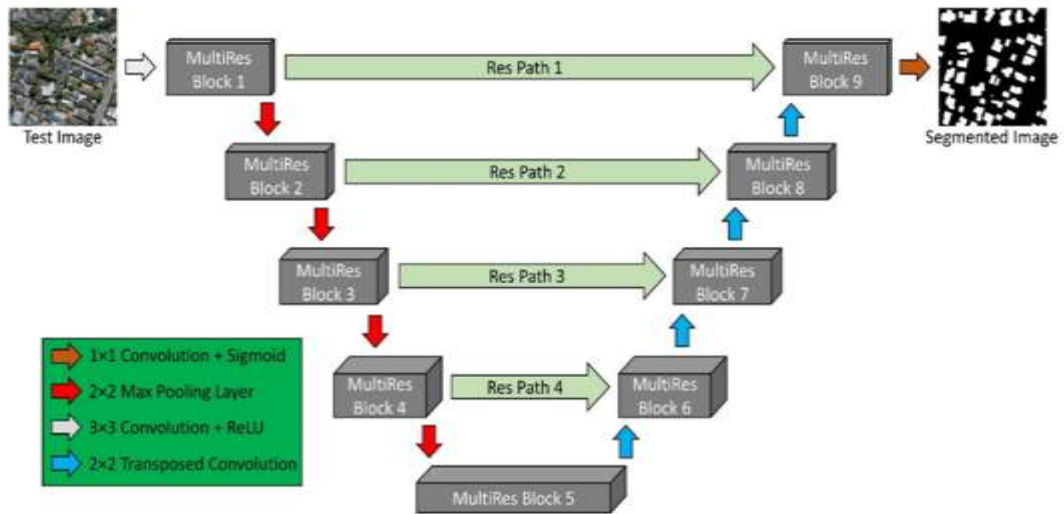 MultiRes
Block 1
Res Path 1
MultiRes
Block 9
Test Image
Segmented Image
MultiRes
Block 2
Res Path 2
MultiRes
Block 8
MultiRes
Block 3
Res Path 3
MultiRes
Block 7
1×1 Convolution + Sigmoid
2×2 Max Pooling Layer
3×3 Convolution + ReLU
2×2 Transposed Convolution
MultiRes
Block 4
Res Path 4
MultiRes
Block 6
MultiRes Block 5